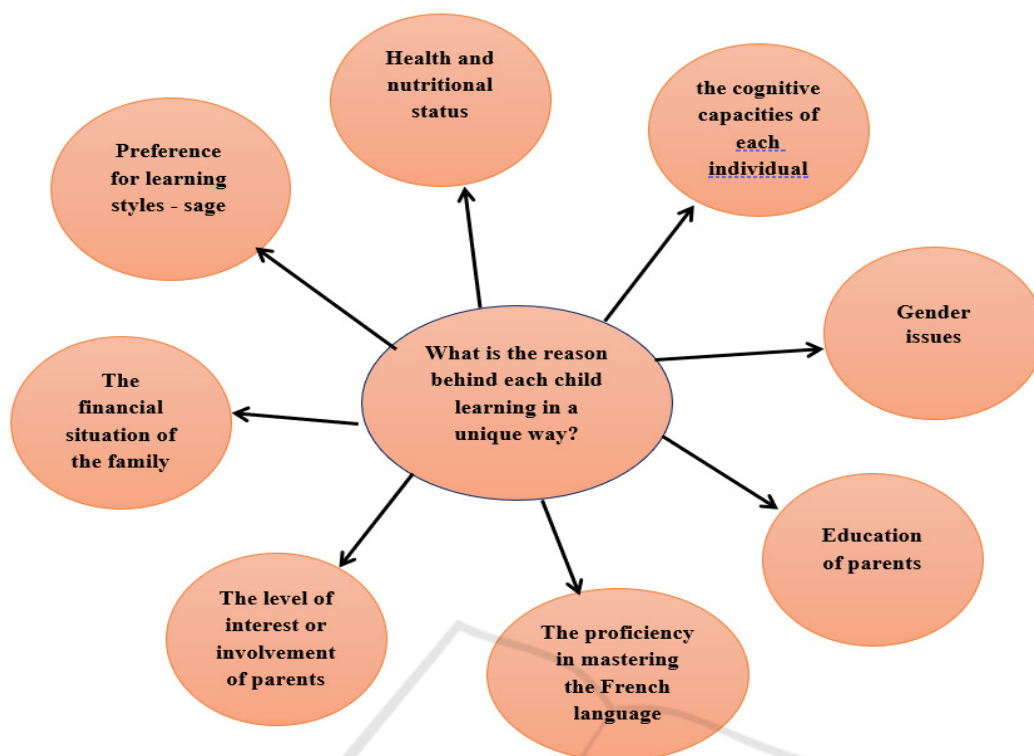 Health and
nutritional
status
the cognitive
capacities of
each
individual
Preference
for learning
styles - sage
Gender
issues
What is the reason
behind each child
learning in a
unique way?
The
financial
situation of
the family
Education
of parents
The level of
interest or
involvement
of parents
The proficiency
in mastering
the French
language